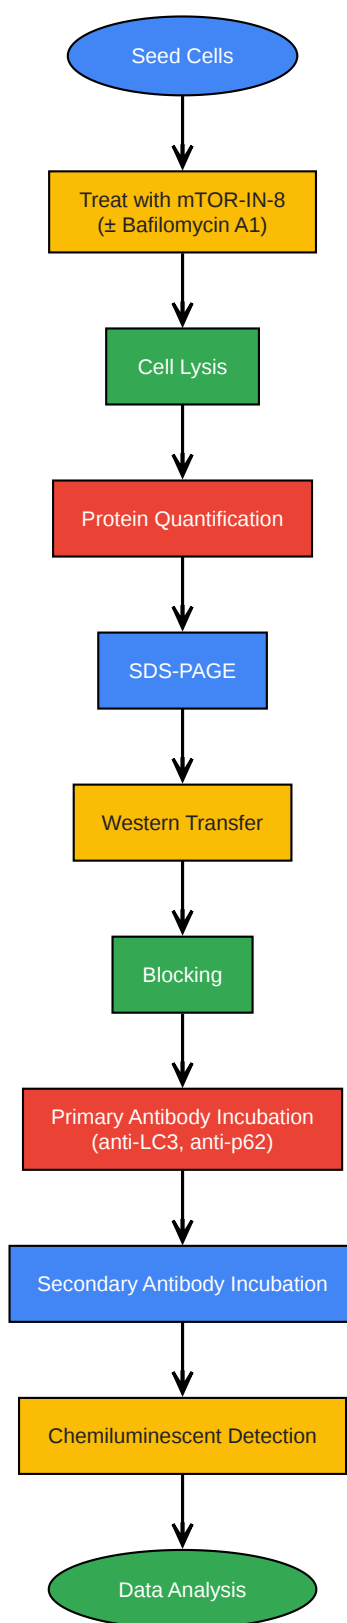 Seed Cells
Treat with mTOR-IN-8
(± Bafilomycin A1)
Cell Lysis
Protein Quantification
SDS-PAGE
Western Transfer
Blocking
Primary Antibody Incubation
(anti-LC3, anti-p62)
Secondary Antibody Incubation
Chemiluminescent Detection
Data Analysis